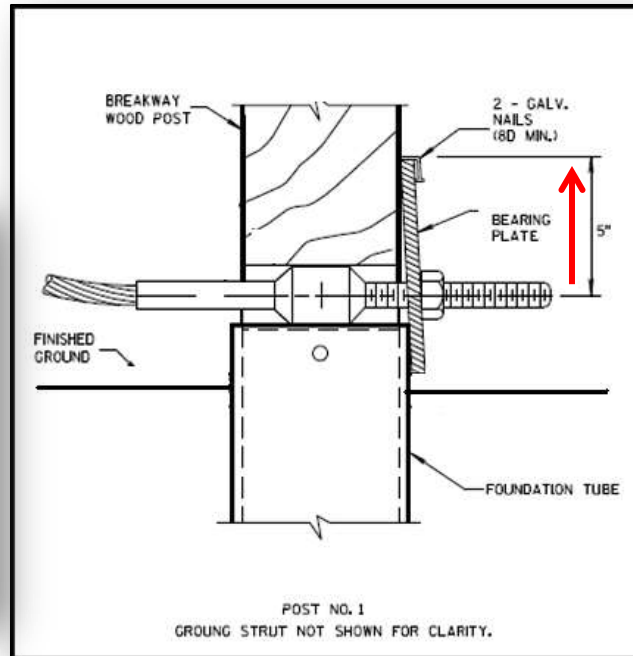 BREAKWAY
WOOD POST
2 - GALV.
NAILS
(8D MIN.)
BEARING
PLATE
5"
FINISHED
GROUND
FOUNDATION TUBE
POST NO. 1
GROUNG STRUT NOT SHOWN FOR CLARITY.